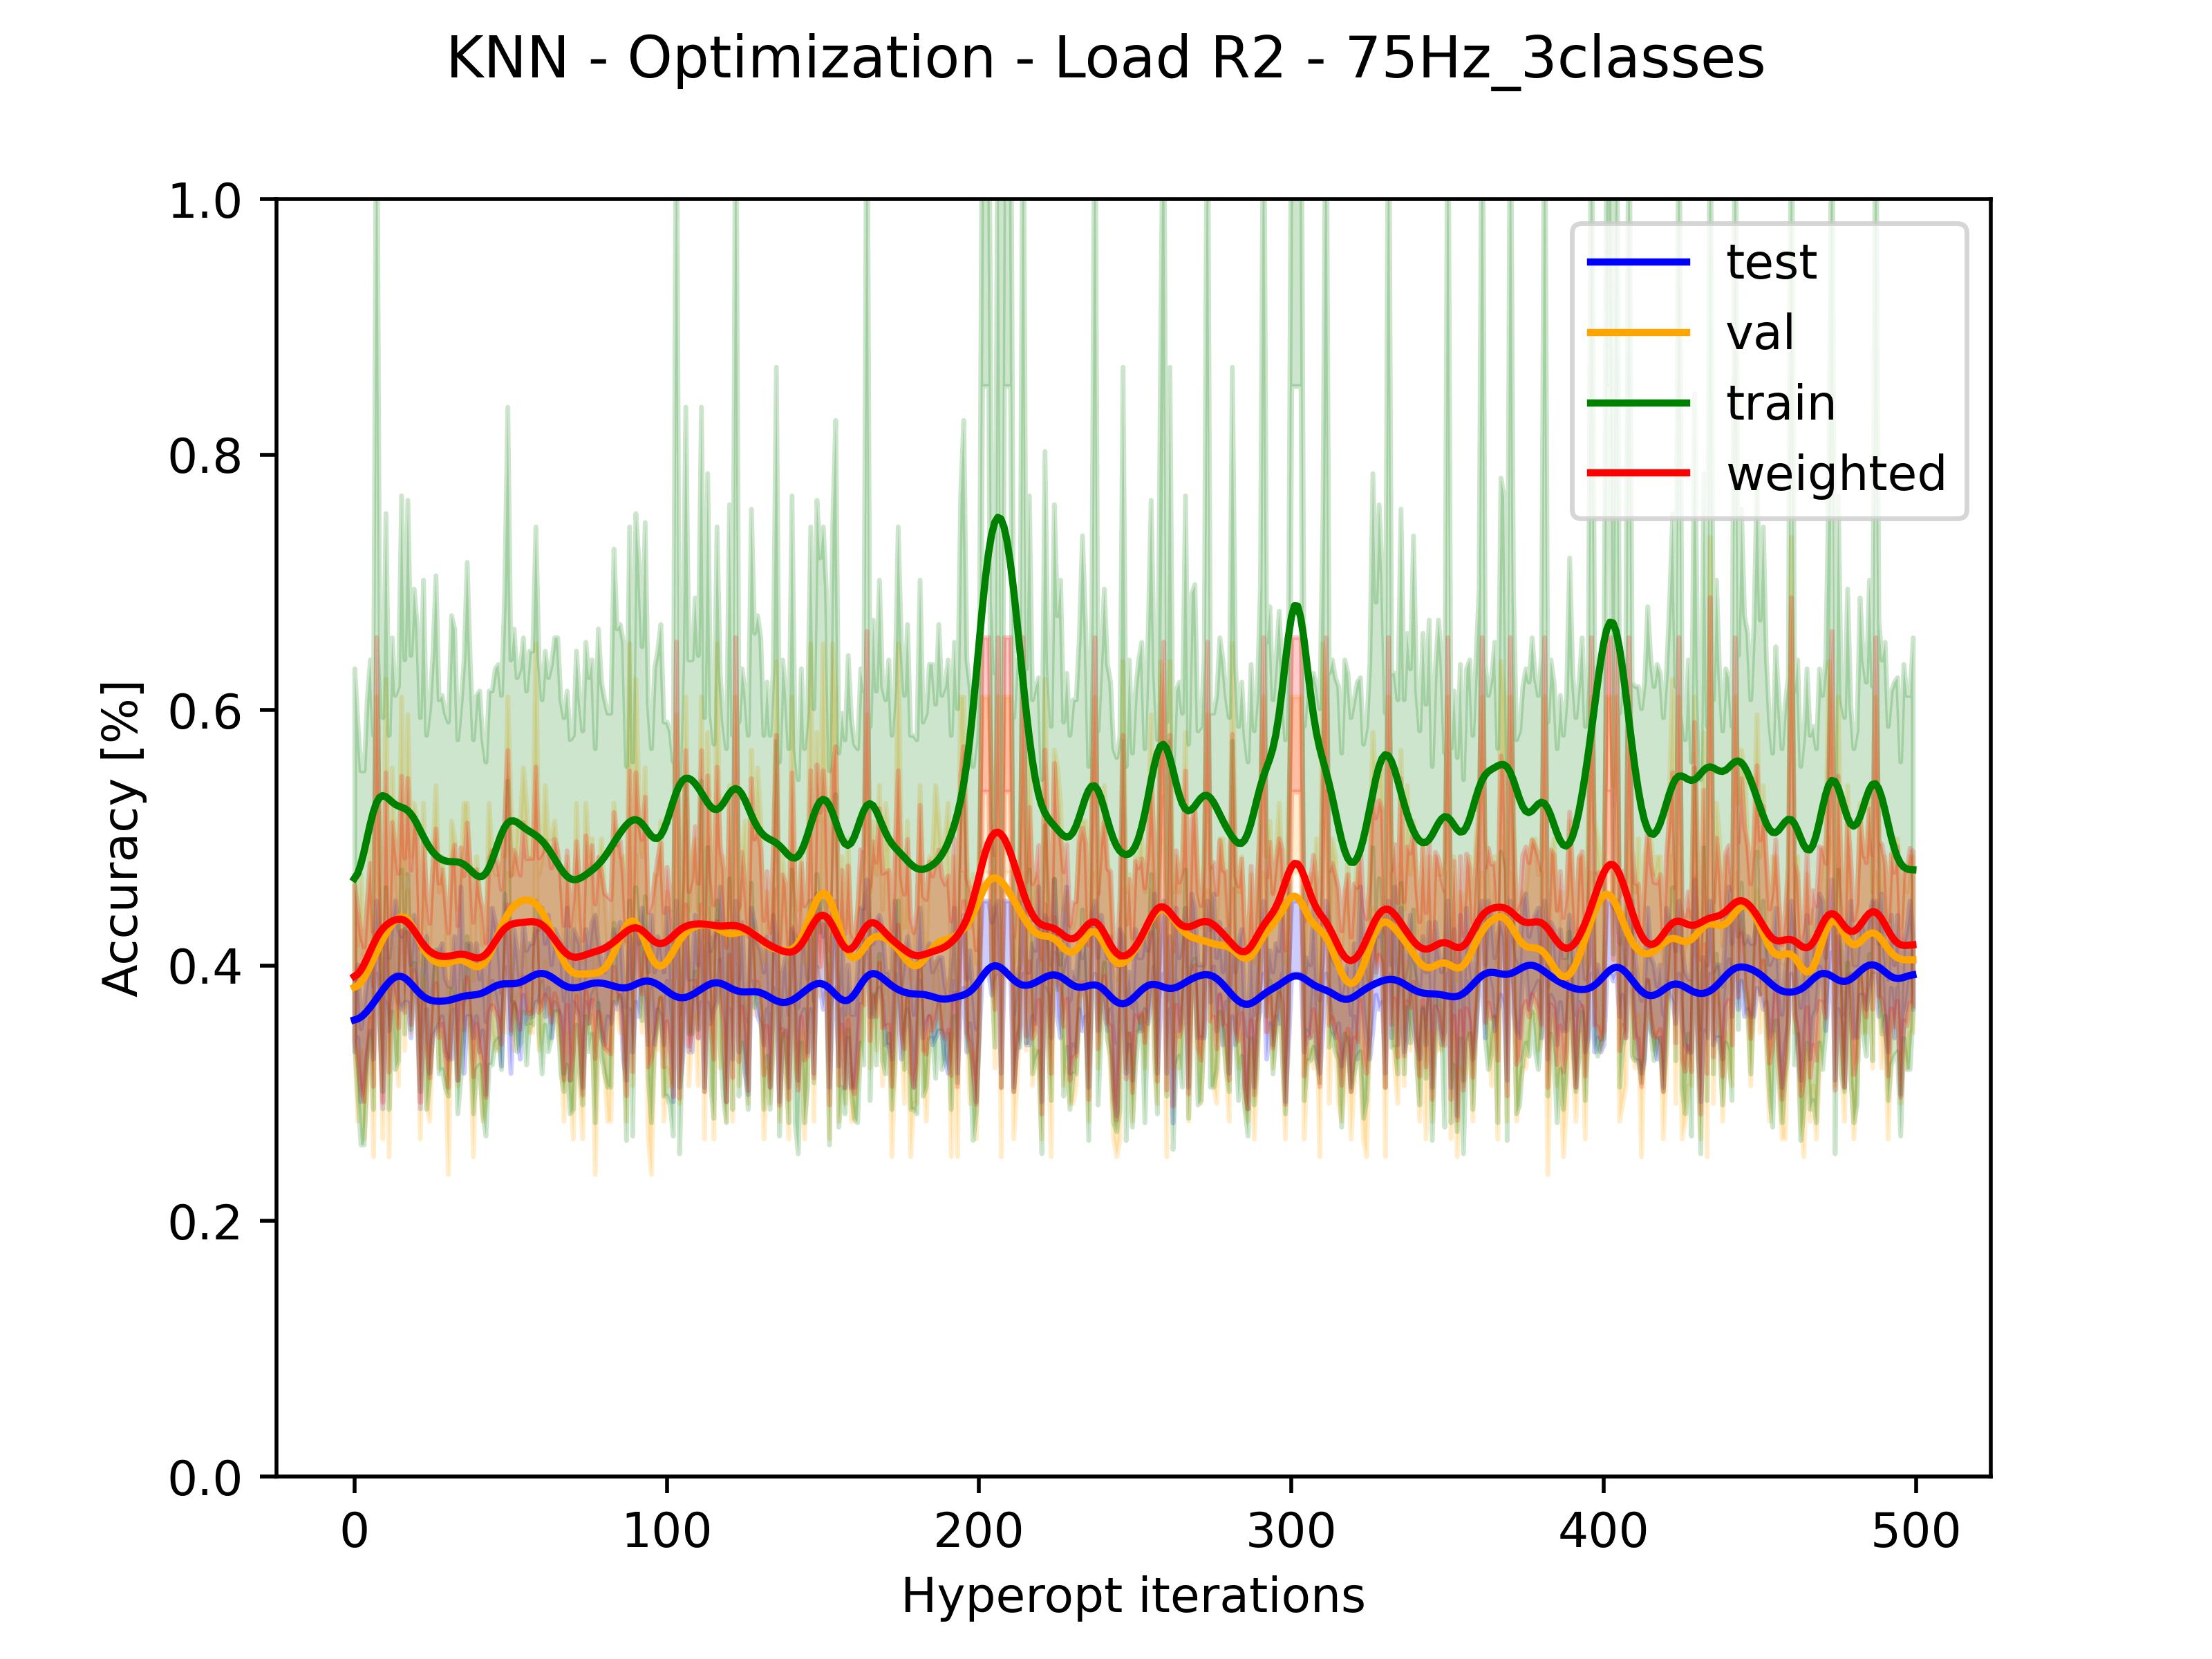 KNN - Optimization - Load R2 - 75Hz_3classes
1.0
0.8
0.6
0.4
0.2
0.0
Accuracy [%]
test
val
train
weighted
0 100 200 300 400 500
Hyperopt iterations